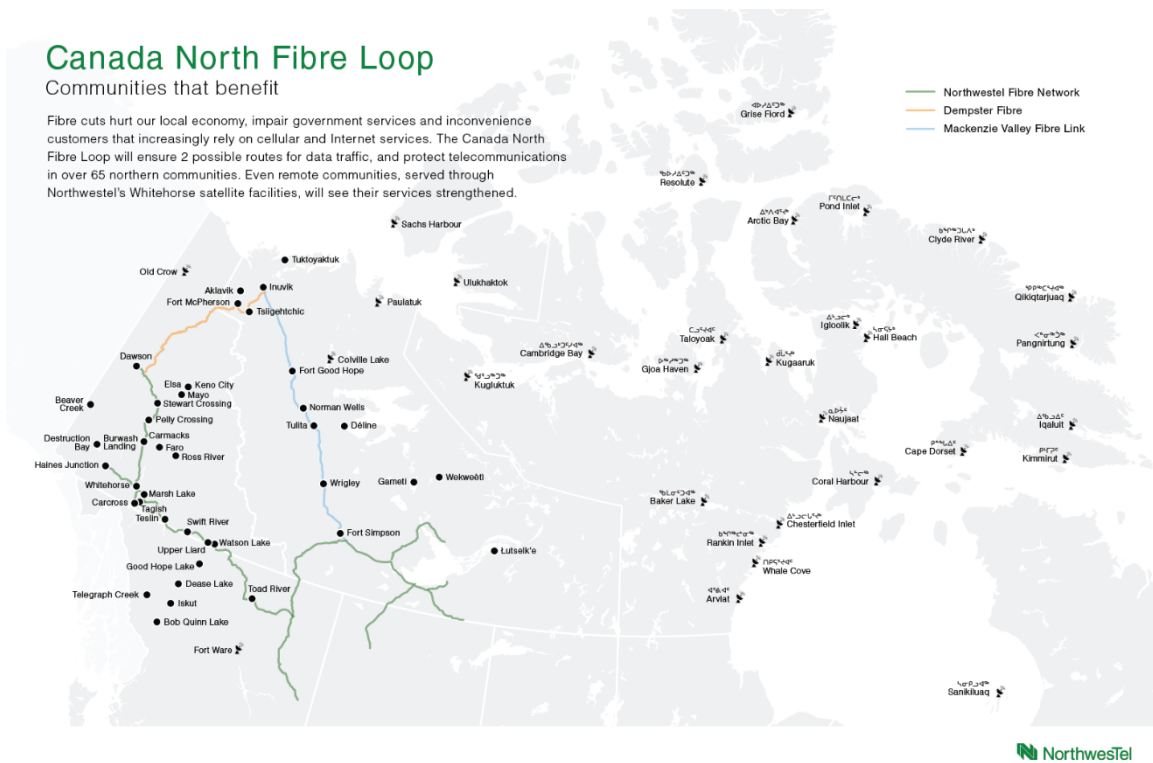 Canada North Fibre Loop
Communities that benefit
Fibre cuts hurt our local economy, impair government services and inconvenience
customers that increasingly rely on cellular and Internet services. The Canada North
Fibre Loop will ensure 2 possible routes for data traffic, and protect telecommunications
in over 65 northern communities. Even remote communities, served through
Northwestel's Whitehorse satellite facilities, will see their services strengthened.
Northwestel Fibre Network
Dempster Fibre
Mackenzie Valley Fibre Link
Grise Fiord
Resolute
Pond Inlet
Arctic Bay
Clyde River
Sachs Harbour
Tuktoyaktuk
Old Crow
Ulukhaktok
Aklavik
Inuvik
Fort McPherson
Tsiigehtchic
Paulatuk
Qikiqtarjuaq
Igloolik
Hall Beach
Taloyoak
Pangnirtung
Cambridge Bay
Dawson
Colville Lake
Gjoa Haven
Kugaaruk
Fort Good Hope
Kugluktuk
Elsa
Keno City
Mayo
Beaver
Creek
Stewart Crossing
Norman Wells
Pelly Crossing
Tulita
Déline
Naujaat
Iqaluit
Destruction
Bay
Burwash
Landing
Carmacks
Faro
Ross River
Cape Dorset
Kimmirut
Haines Junction
Whitehorse
Marsh Lake
Wrigley
Gameti
Wekweètì
Coral Harbour
Carcross
Tagish
Teslin
Baker Lake
Swift River
Chesterfield Inlet
Watson Lake
Fort Simpson
Rankin Inlet
Upper Liard
Łutselk'e
Good Hope Lake
Whale Cove
Dease Lake
Toad River
Telegraph Creek
Iskut
Arviat
Bob Quinn Lake
Fort Ware
Sanikiluaq
NorthwesTel